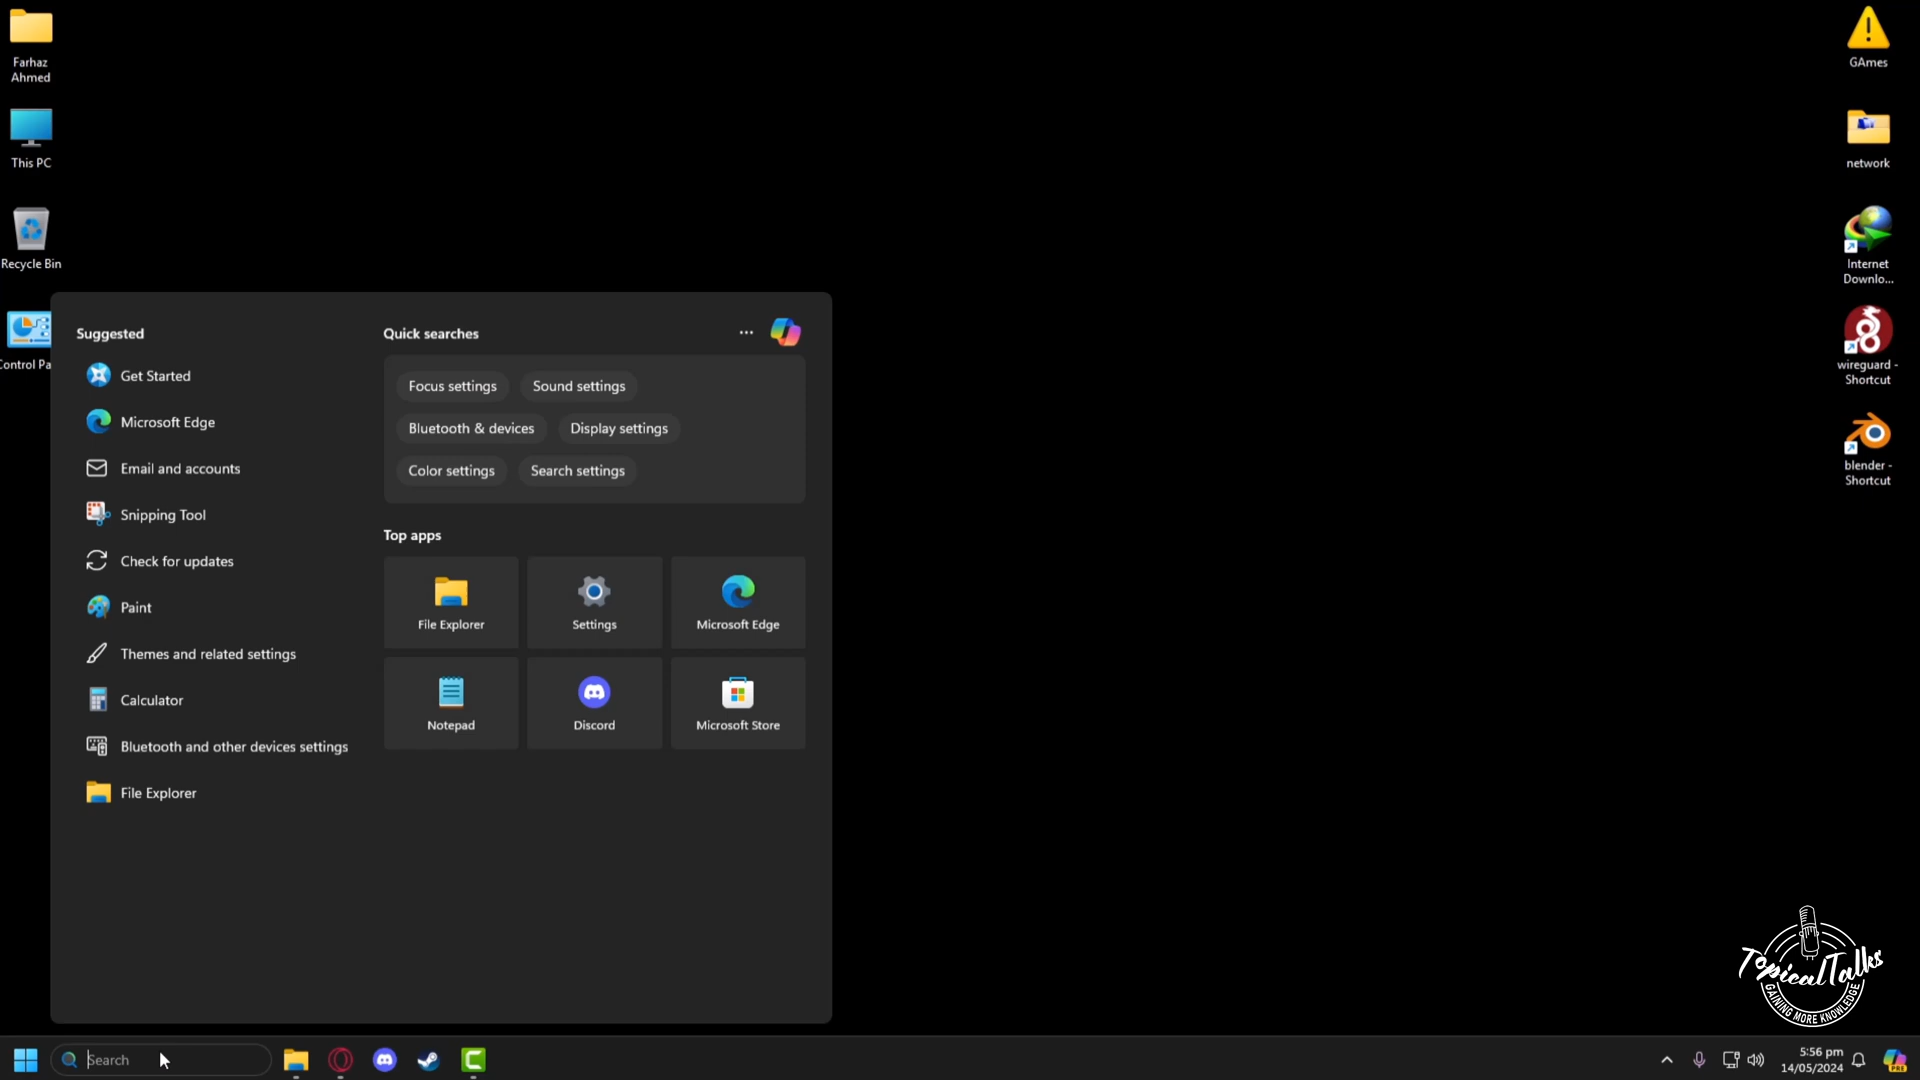 Farhaz
Ahmed
This PC
Recycle Bin
Control Pa
GAmes
network
Internet
Downlo...
wireguard -
Shortcut
blender -
Shortcut
Suggested
Get Started
Microsoft Edge
Email and accounts
Snipping Tool
Check for updates
Paint
Themes and related settings
Calculator
Bluetooth and other devices settings
File Explorer
Quick searches
Focus settings
Sound settings
Bluetooth & devices
Display settings
Color settings
Search settings
Top apps
File Explorer
Settings
Microsoft Edge
Notepad
Discord
Microsoft Store
TopicalTalks
GAINING MORE KNOWLEDGE
Search
5:56 pm
14/05/2024
PRE